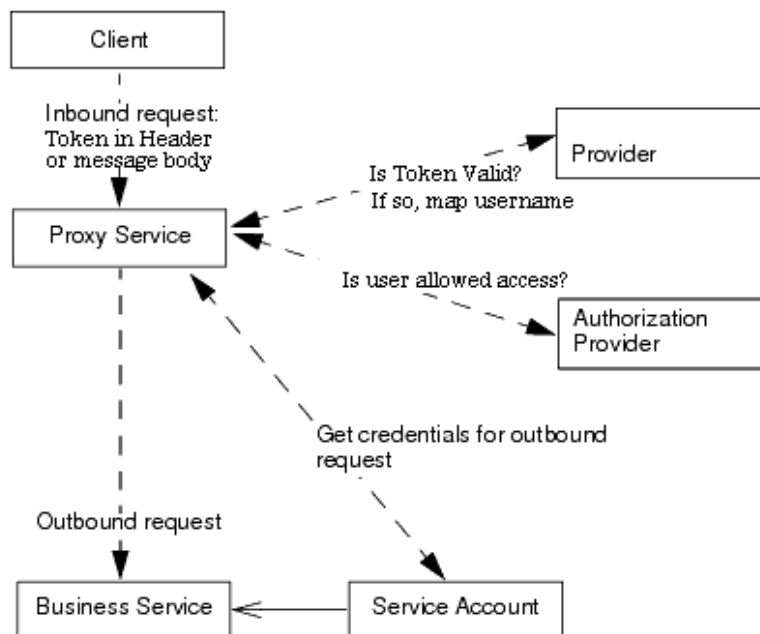 Client
Inbound request:
Token in Header
or message body
Provider
Is Token Valid?
If so, map username
Proxy Service
Is user allowed access?
Authorization
Provider
Get credentials for outbound
request
Outbound request
Business Service
Service Account